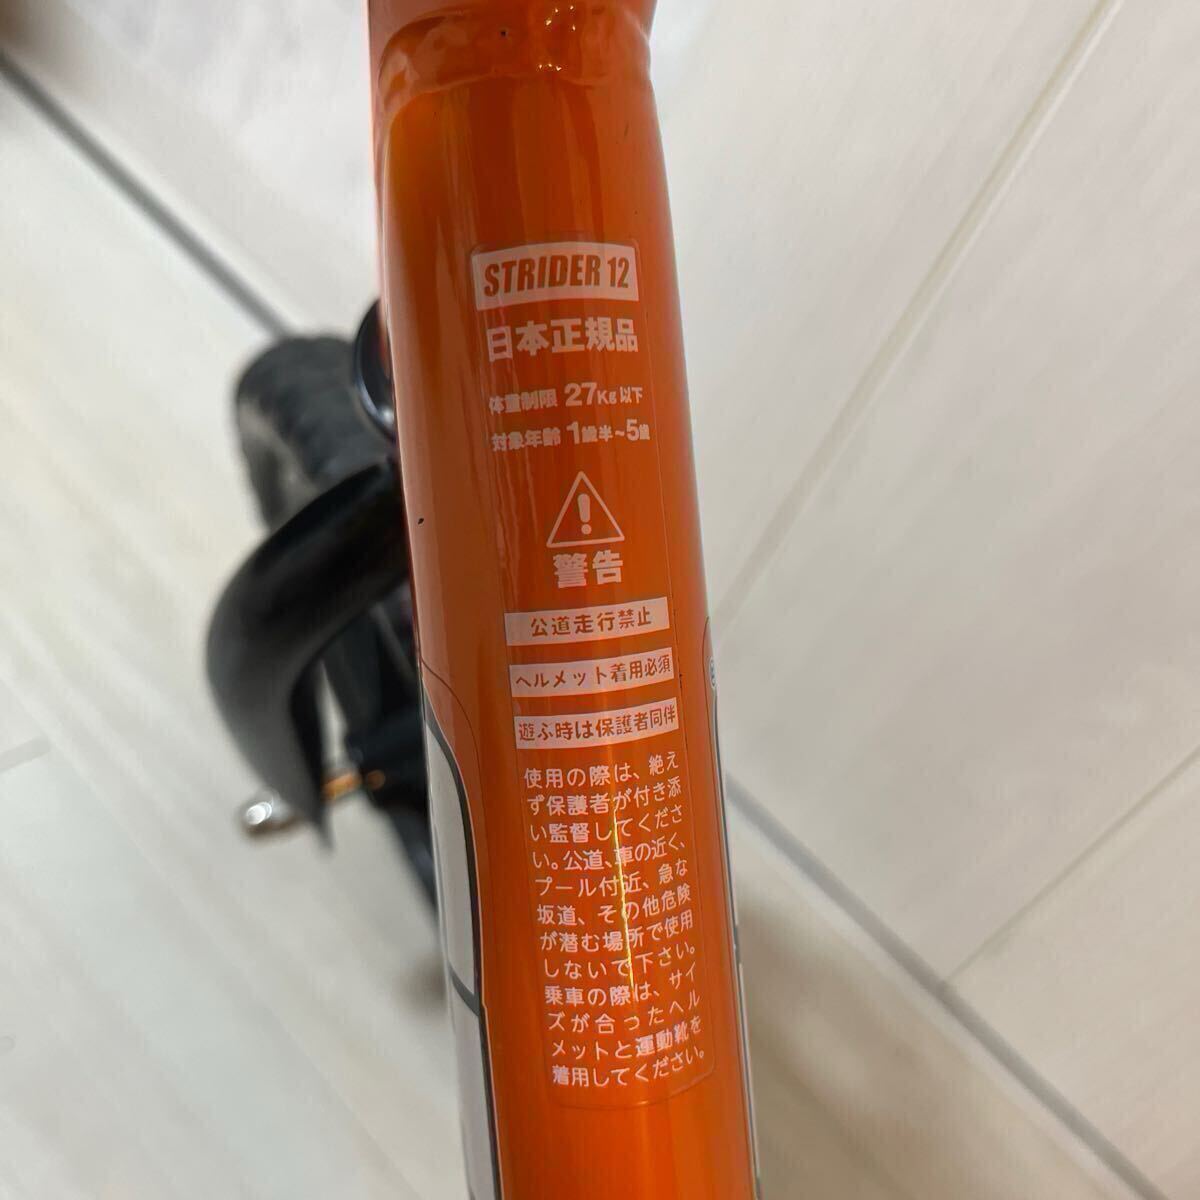 STRIDER 12
日本正規品
体重制限 27Kg以下
対象年齢 1歳半~5歳
警告
公道走行禁止
ヘルメット着用必須
遊ぶ時は保護者同伴
使用の際は、絶え
ず保護者が付き添
い監督してくださ
い。公道、車の近く、
プール付近、急な
坂道、その他危険
が潜む場所で使用
しないで下さい。
乗車の際は、サイ
ズが合ったヘル
メットと運動靴を
着用してください。